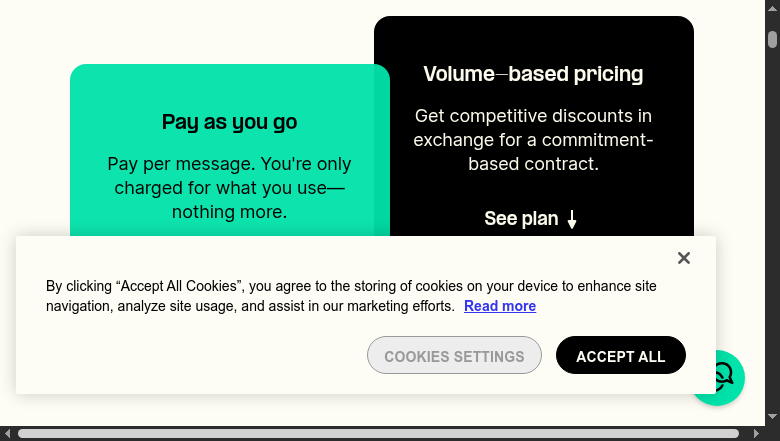 Volume–based pricing
Get competitive discounts in
exchange for a commitment-
based contract.
See plan
Pay as you go
Pay per message. You're only
charged for what you use—
nothing more.
By clicking “Accept All Cookies”, you agree to the storing of cookies on your device to enhance site
navigation, analyze site usage, and assist in our marketing efforts. Read more
COOKIES SETTINGS
ACCEPT ALL